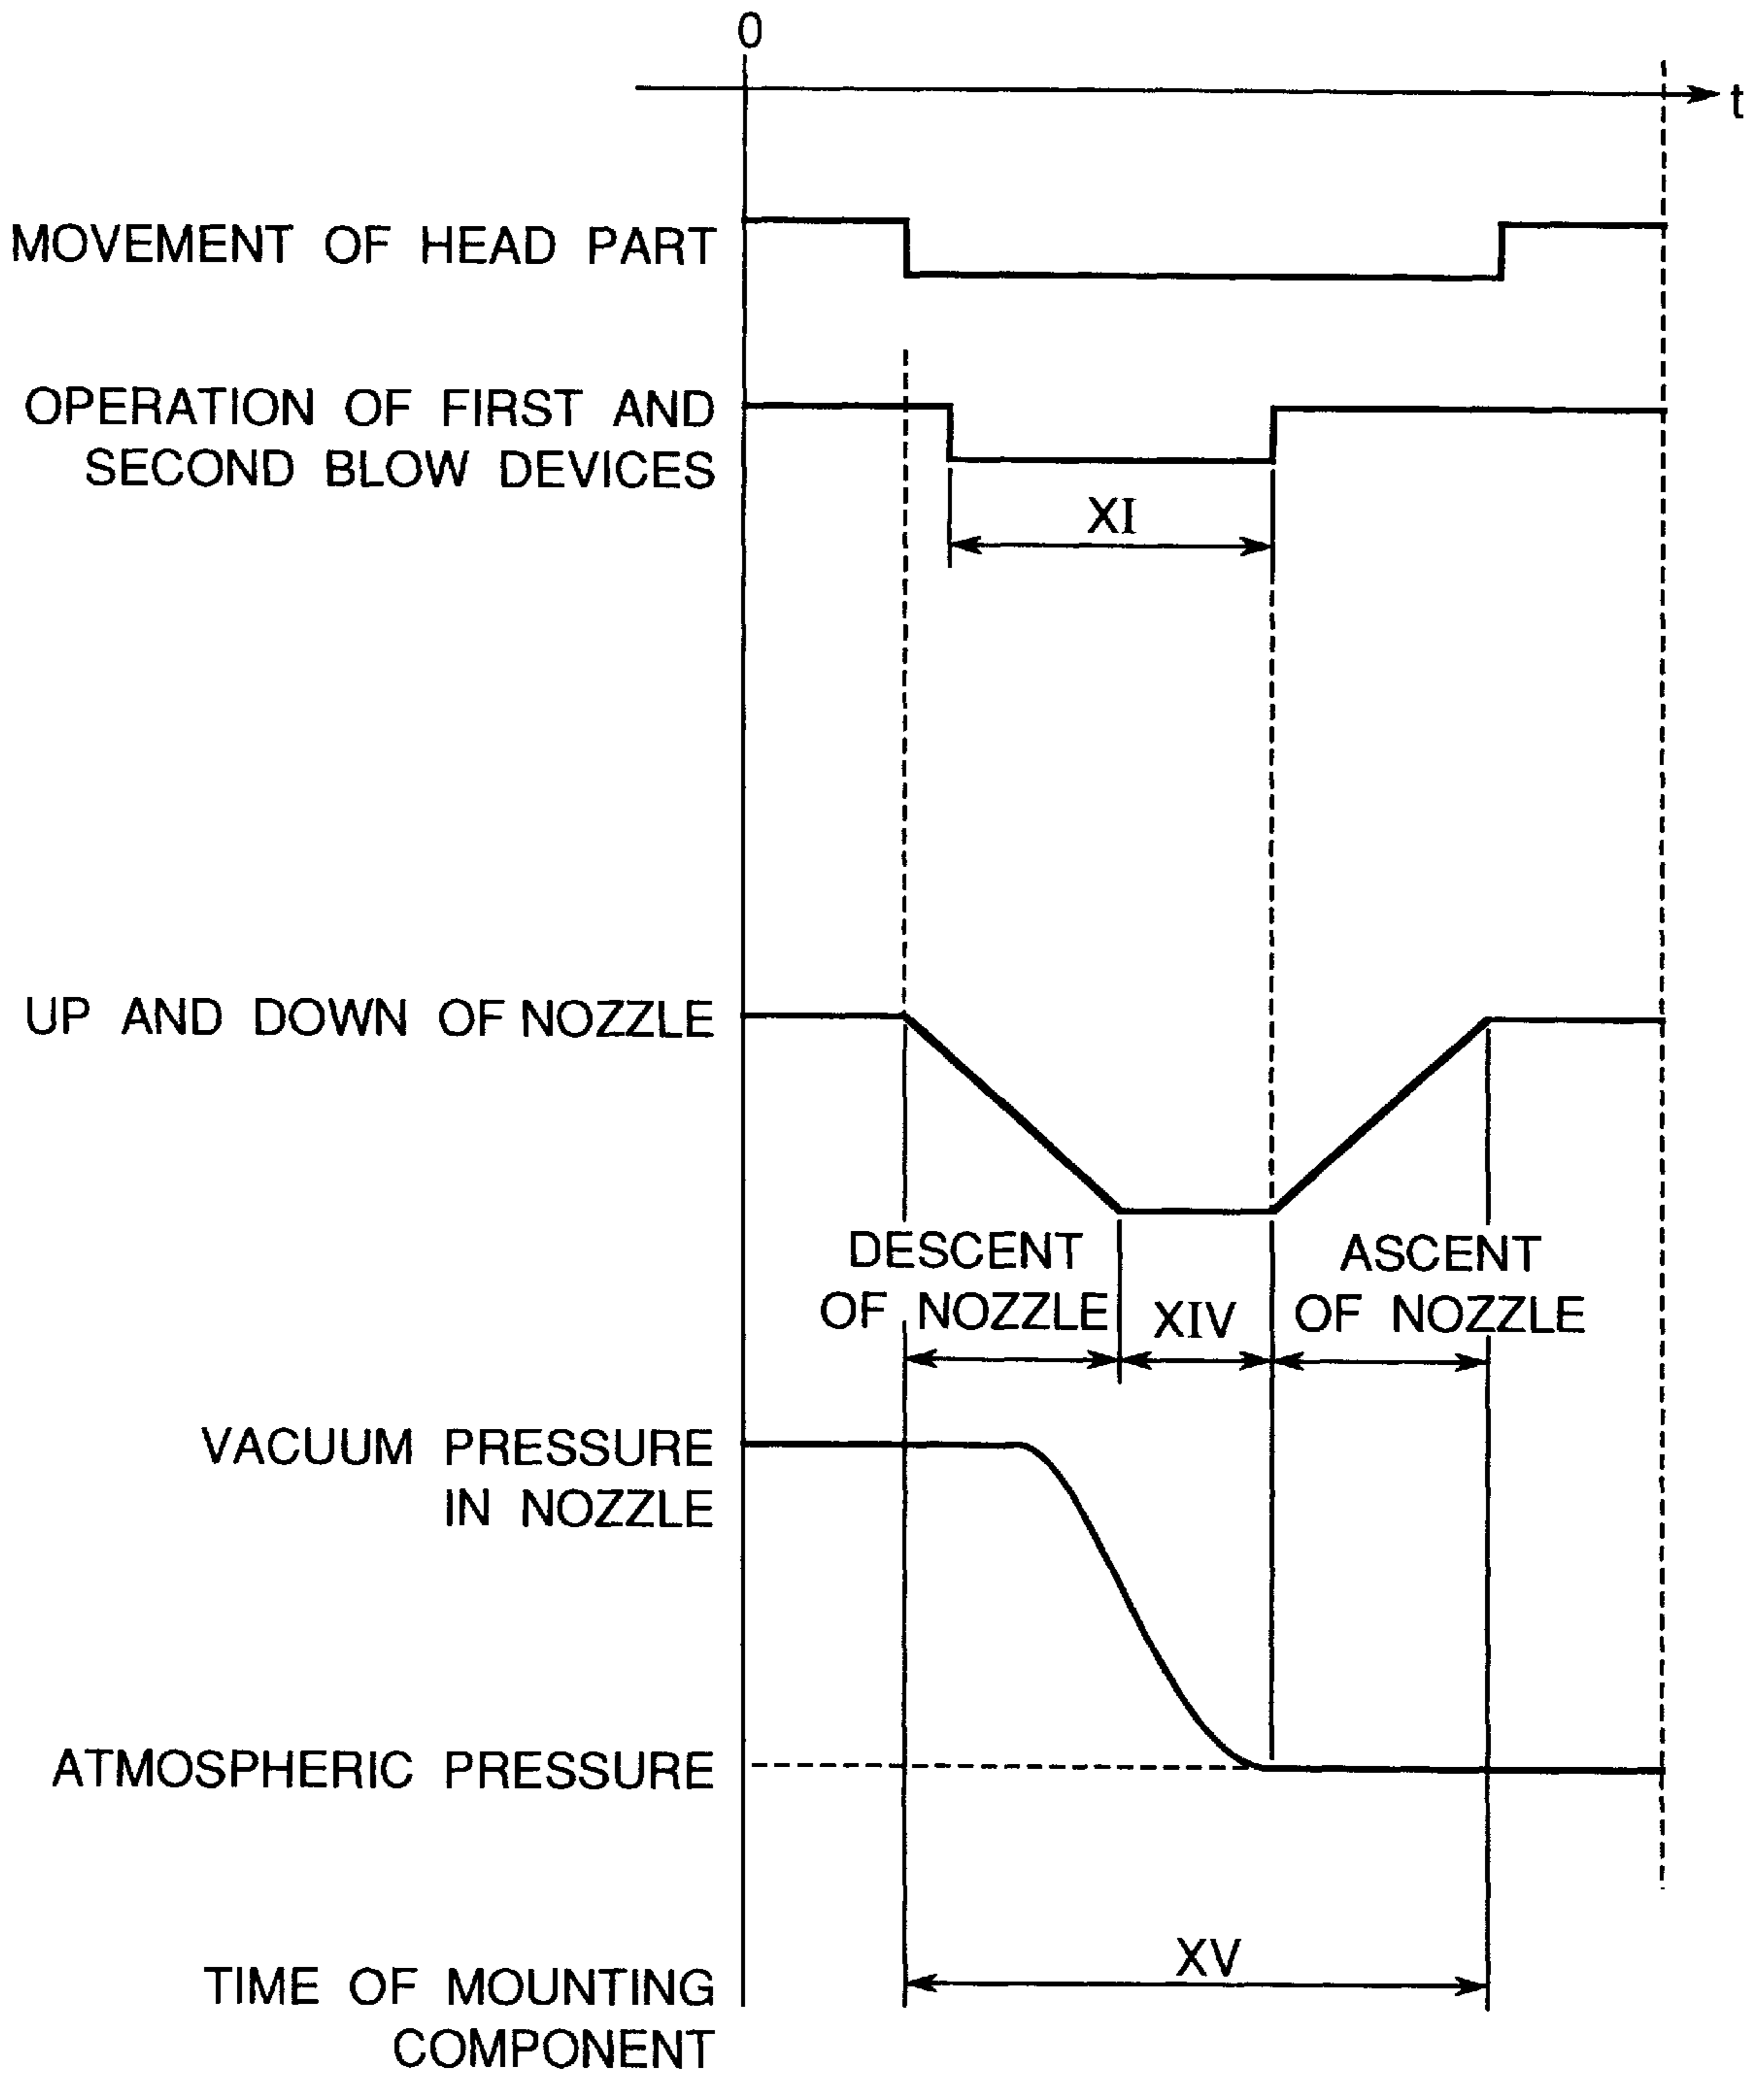 0
t
MOVEMENT OF HEAD PART
OPERATION OF FIRST AND
SECOND BLOW DEVICES
XI
UP AND DOWN OF NOZZLE
DESCENT
OF NOZZLE
XIV
ASCENT
OF NOZZLE
VACUUM PRESSURE
IN NOZZLE
ATMOSPHERIC PRESSURE
XV
TIME OF MOUNTING
COMPONENT